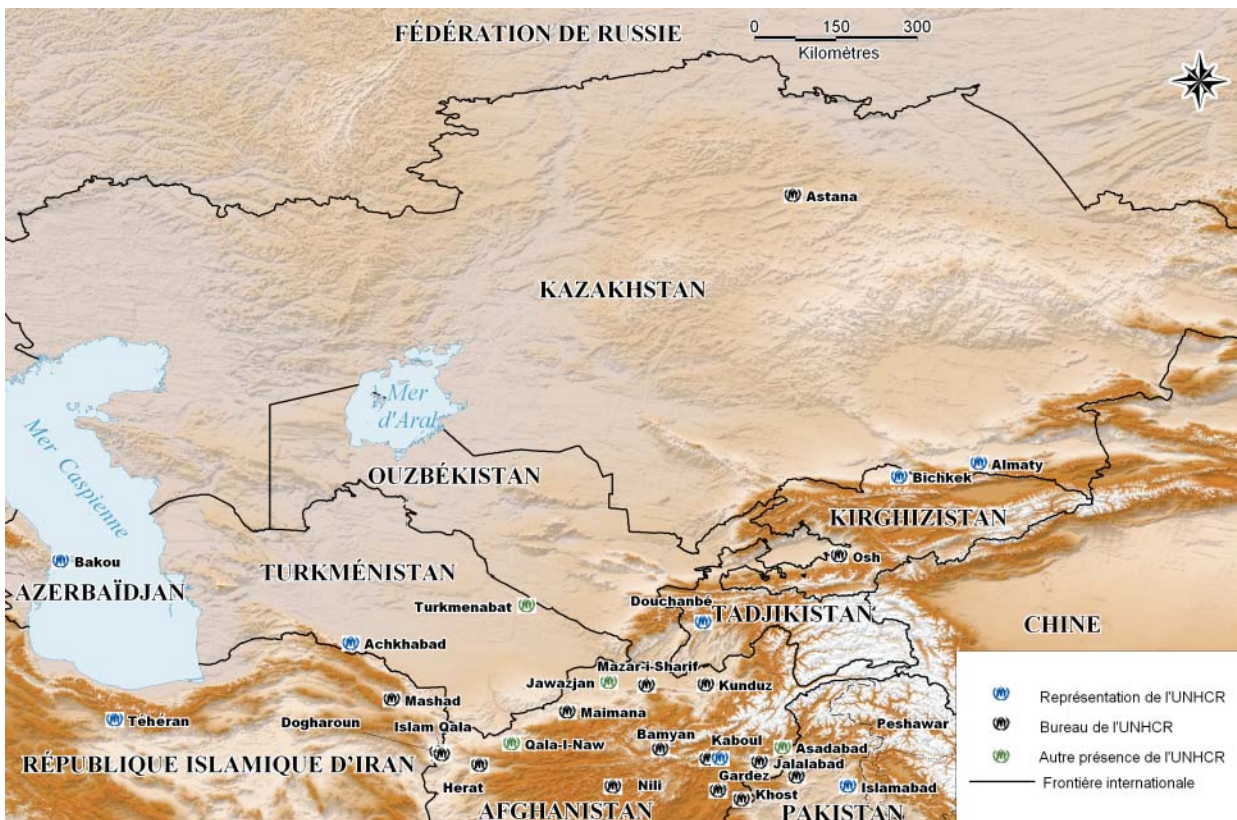 FÉDÉRATION DE RUSSIE
0 150 300
Kilomètres
Astana
KAZAKHSTAN
Mer
d'Aral
Mer Caspienne
OUZBÉKISTAN
Almaty
Bichkek
KIRGHIZISTAN
Osh
Bakou
AZERBAÏDJAN
TURKMÉNISTAN
Turkmenabat
Douchanbé
TADJIKISTAN
CHINE
Achkhabad
Mazar-i-Sharif
Jawazjan
Kunduz
Mashad
Maimana
Téhéran
Dogharoun
Islam Qala
Qala-I-Naw
Bamyan
Kaboul
Peshawar
Asadabad
RÉPUBLIQUE ISLAMIQUE D'IRAN
Jalalabad
Herat
Nili
Gardez
Khost
Islamabad
AFGHANISTAN
PAKISTAN
Représentation de l'UNHCR
Bureau de l'UNHCR
Autre présence de l'UNHCR
Frontière internationale